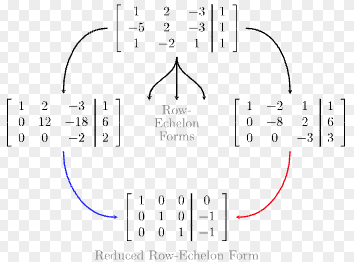 1 2 −3 1
−5 2 −3 1
1 −2 1 1
Row-
Echelon
Forms
1 2 −3 1
0 12 −18 6
0 0 −2 2
1 −2 1 1
0 −8 2 6
0 0 −3 3
1 0 0 0
0 1 0 −1
0 0 1 −1
Reduced Row-Echelon Form